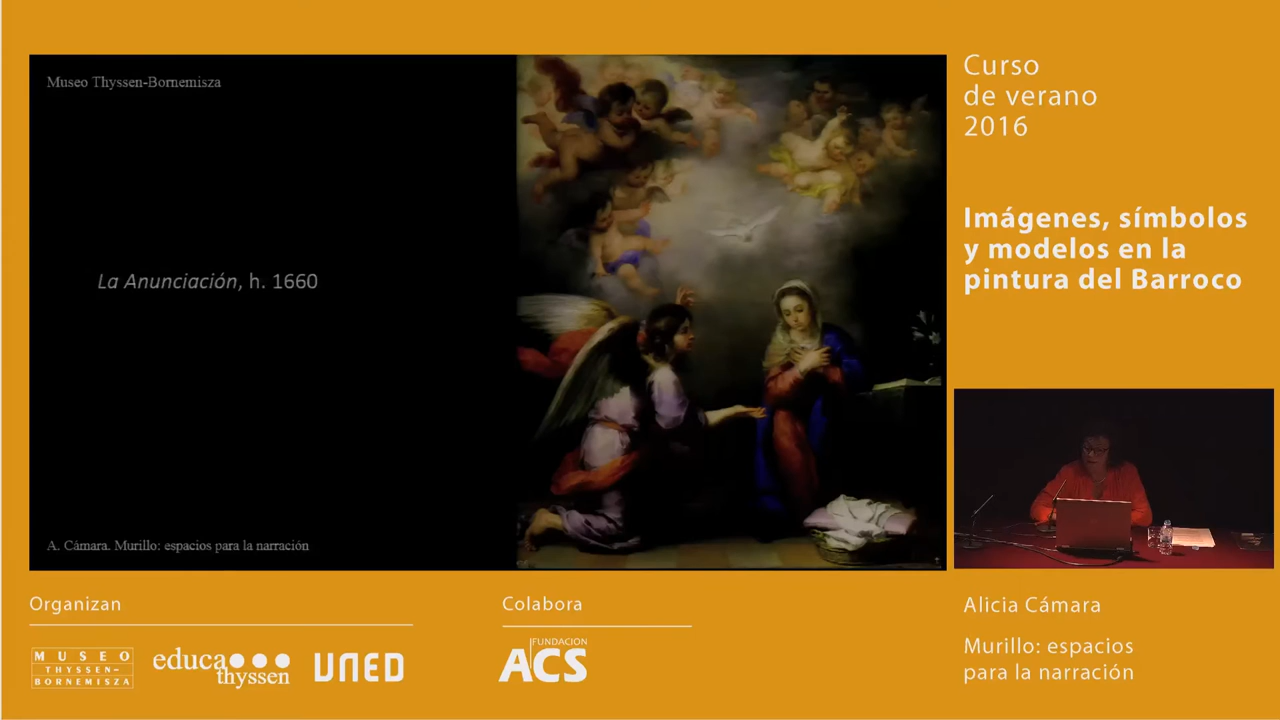 Museo Thyssen-Bornemisza
La Anunciación, h. 1660
A. Cámara. Murillo: espacios para la narración
Curso
de verano
2016
Imágenes, símbolos
y modelos en la
pintura del Barroco
Organizan
MUSEO
THYSSEN-
BORNEMISZA
educa
thyssen
UNED
Colabora
FUNDACION
ACS
Alicia Cámara
Murillo: espacios
para la narración